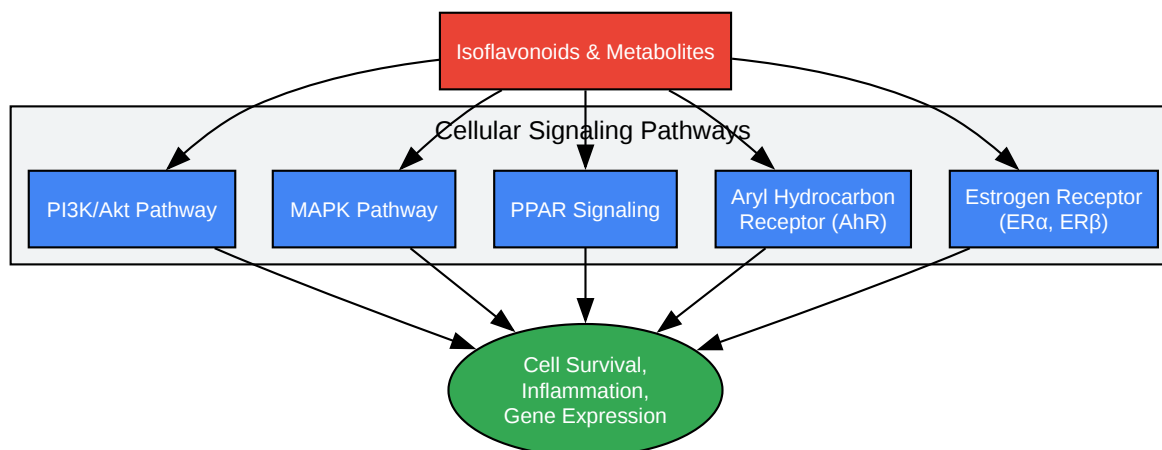 Isoflavonoids & Metabolites
Cellular Signaling Pathways
PI3K/Akt Pathway
MAPK Pathway
PPAR Signaling
Aryl Hydrocarbon
Receptor (AhR)
Estrogen Receptor
(ERα, ERβ)
Cell Survival,
Inflammation,
Gene Expression